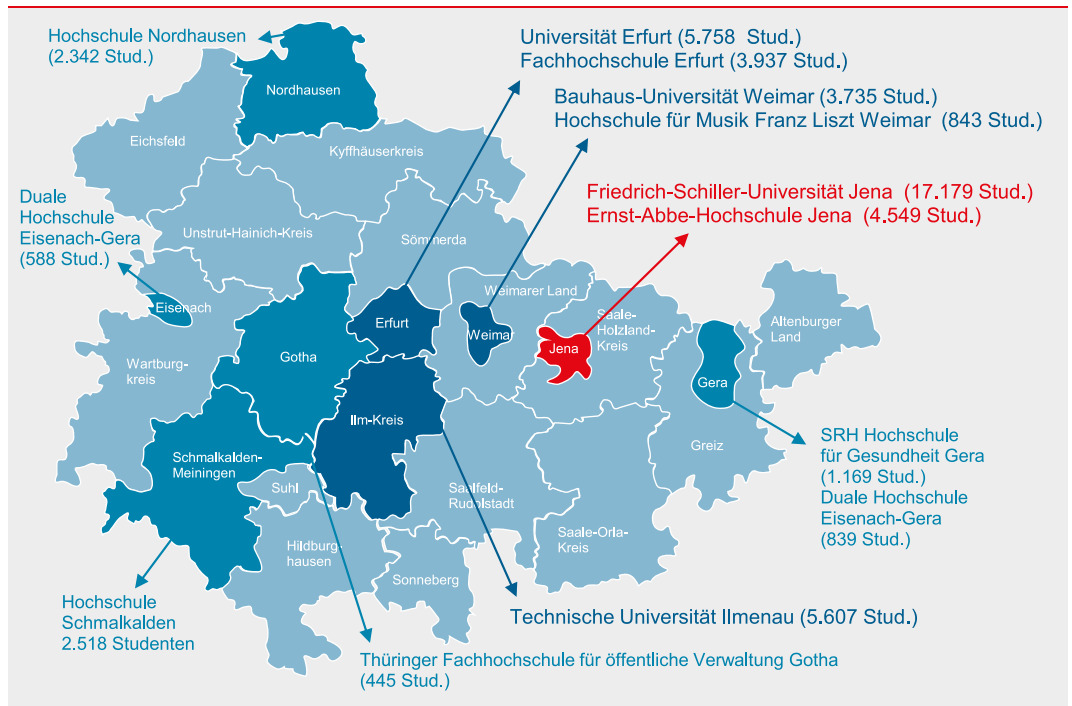 Hochschule Nordhausen
(2.342 Stud.)
Universität Erfurt (5.758 Stud.)
Fachhochschule Erfurt (3.937 Stud.)
Bauhaus-Universität Weimar (3.735 Stud.)
Hochschule für Musik Franz Liszt Weimar (843 Stud.)
Friedrich-Schiller-Universität Jena (17.179 Stud.)
Ernst-Abbe-Hochschule Jena (4.549 Stud.)
Duale
Hochschule
Eisenach-Gera
(588 Stud.)
Nordhausen
Eichsfeld
Kyffhäuserkreis
Unstrut-Hainich-Kreis
Sömmerda
Weimarer Land
Eisenach
Erfurt
Weimar
Saale-
Holzland-
Kreis
Altenburger
Land
Gotha
Jena
Wartburg-
kreis
Gera
Ilm-Kreis
Greiz
Schmalkalden-
Meiningen
Suhl
Saalfeld-
Rudolstadt
Saale-Orla-
Kreis
Hildburg-
hausen
Sonneberg
SRH Hochschule
für Gesundheit Gera
(1.169 Stud.)
Duale Hochschule
Eisenach-Gera
(839 Stud.)
Hochschule
Schmalkalden
2.518 Studenten
Technische Universität Ilmenau (5.607 Stud.)
Thüringer Fachhochschule für öffentliche Verwaltung Gotha
(445 Stud.)